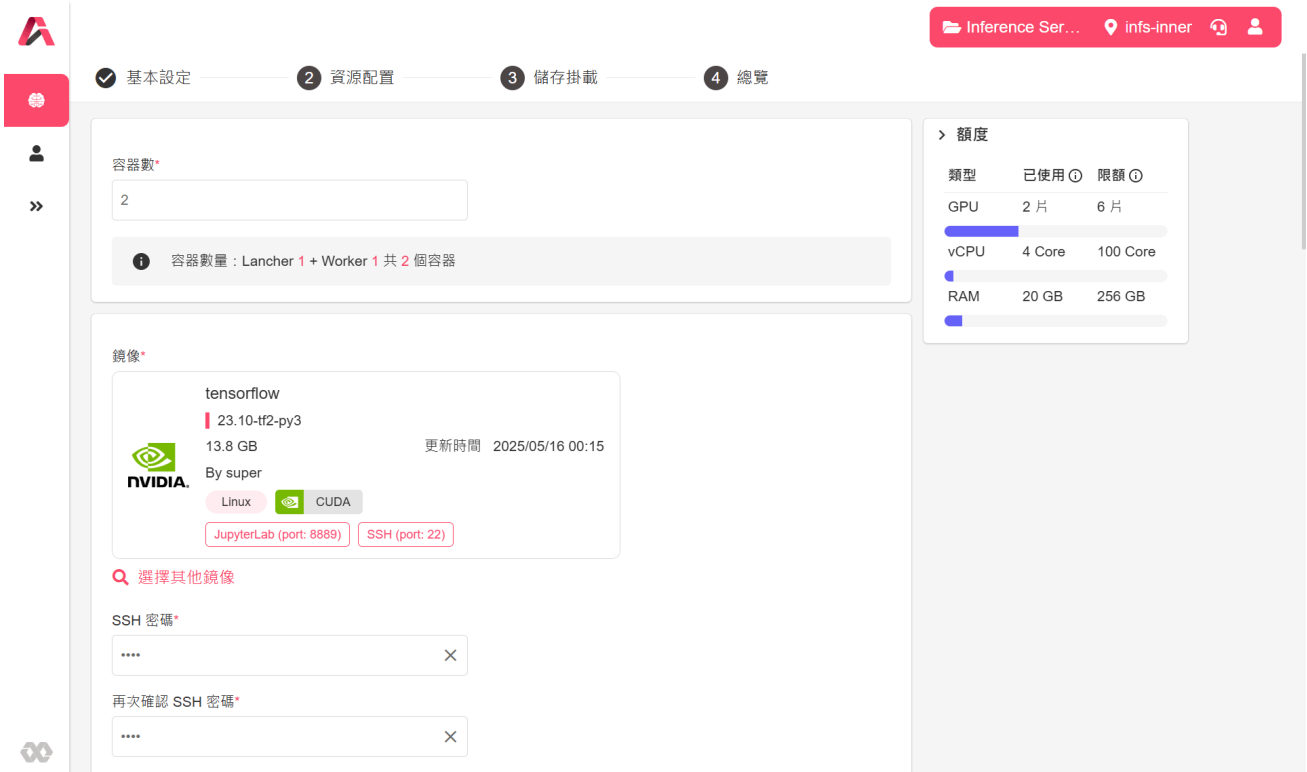 Inference Ser... infs-inner
基本設定 2 資源配置 3 儲存掛載 4 總覽
容器數*
2
容器數量：Lancher 1 + Worker 1 共 2 個容器
額度
類型 已使用 限額
GPU 2 片 6 片
vCPU 4 Core 100 Core
RAM 20 GB 256 GB
鏡像*
tensorflow
23.10-tf2-py3
13.8 GB 更新時間 2025/05/16 00:15
By super
NVIDIA.
Linux CUDA
JupyterLab (port: 8889) SSH (port: 22)
選擇其他鏡像
SSH 密碼*
••••
再次確認 SSH 密碼*
••••